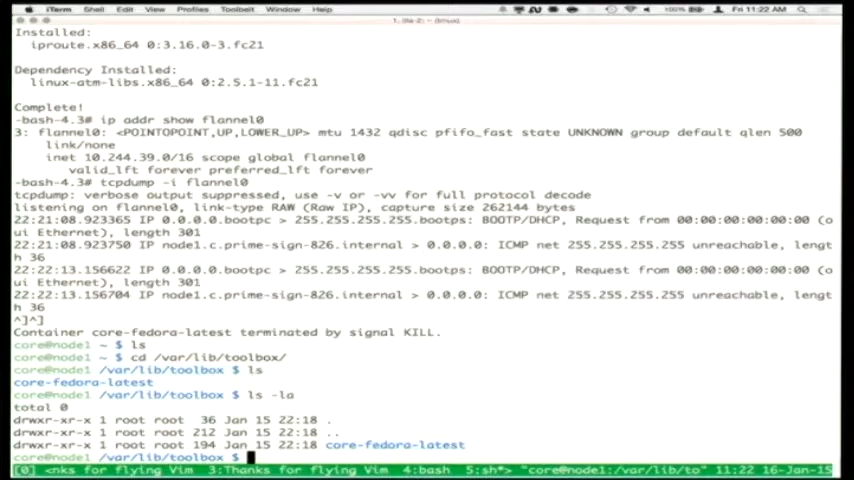 iTerm Shell Edit View Profiles Toolbelt Window Help 100% Fri 11:22 AM
Installed:
iproute.x86_64 0:3.16.0-3.fc21
Dependency Installed:
linux-atm-libs.x86_64 0:2.5.1-11.fc21
Complete!
-bash-4.3# ip addr show flannel0
3: flannel0: <POINTOPOINT,UP,LOWER_UP> mtu 1432 qdisc pfifo_fast state UNKNOWN group default qlen 500
link/none
inet 10.244.39.0/16 scope global flannel0
valid_lft forever preferred_lft forever
-bash-4.3# tcpdump -i flannel0
tcpdump: verbose output suppressed, use -v or -vv for full protocol decode
listening on flannel0, link-type RAW (Raw IP), capture size 262144 bytes
22:21:08.923365 IP 0.0.0.0.bootpc > 255.255.255.255.bootps: BOOTP/DHCP, Request from 00:00:00:00:00:00 (o
ui Ethernet), length 301
22:21:08.923750 IP node1.c.prime-sign-826.internal > 0.0.0.0: ICMP net 255.255.255.255 unreachable, lengt
h 36
22:22:13.156622 IP 0.0.0.0.bootpc > 255.255.255.255.bootps: BOOTP/DHCP, Request from 00:00:00:00:00:00 (o
ui Ethernet), length 301
22:22:13.156704 IP node1.c.prime-sign-826.internal > 0.0.0.0: ICMP net 255.255.255.255 unreachable, lengt
h 36
^]^]
Container core-fedora-latest terminated by signal KILL.
core@node1 ~ $ ls
core@node1 ~ $ cd /var/lib/toolbox/
core@node1 /var/lib/toolbox $ ls
core-fedora-latest
core@node1 /var/lib/toolbox $ ls -la
total 0
drwxr-xr-x 1 root root 36 Jan 15 22:18 .
drwxr-xr-x 1 root root 212 Jan 15 22:18 ..
drwxr-xr-x 1 root root 194 Jan 15 22:18 core-fedora-latest
core@node1 /var/lib/toolbox $
[0] <nks for flying Vim 3:Thanks for flying Vim 4:bash 5:sh*> "core@node1:/var/lib/to" 11:22 16-Jan-15